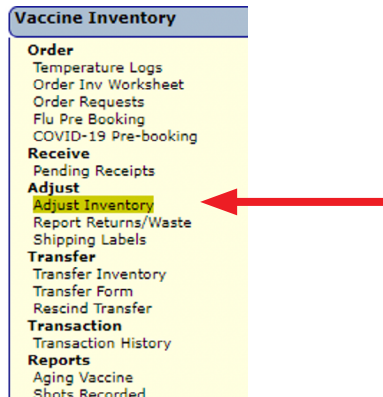 Vaccine Inventory
Order
Temperature Logs
Order Inv Worksheet
Order Requests
Flu Pre Booking
COVID-19 Pre-booking
Receive
Pending Receipts
Adjust
Adjust Inventory
Report Returns/Waste
Shipping Labels
Transfer
Transfer Inventory
Transfer Form
Rescind Transfer
Transaction
Transaction History
Reports
Aging Vaccine
Shots Recorded